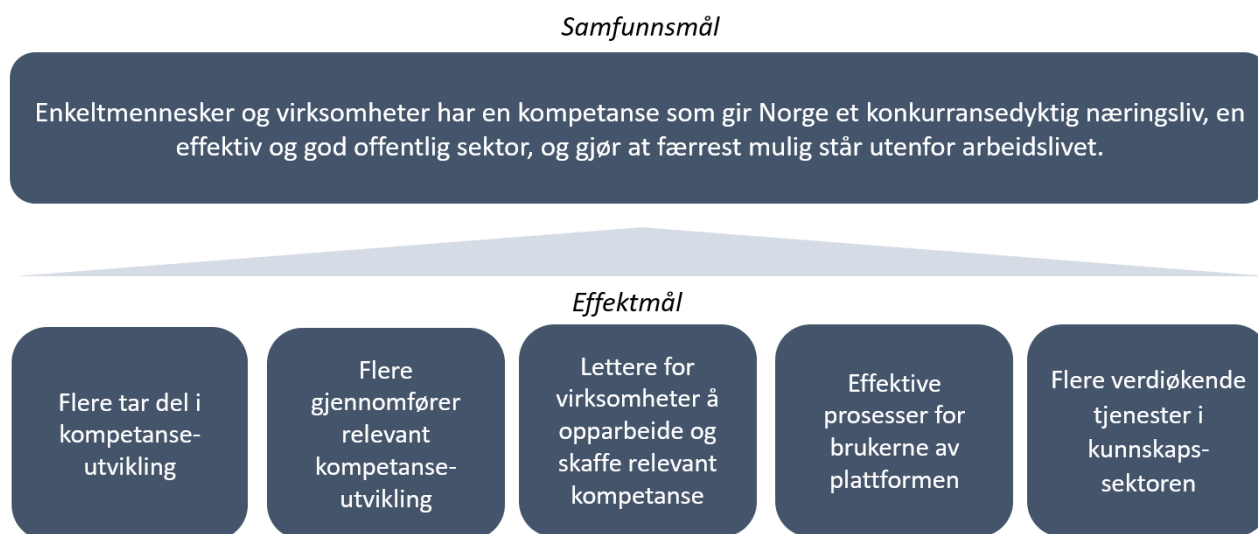 Samfunnsmål
Enkeltmennesker og virksomheter har en kompetanse som gir Norge et konkurransedyktig næringsliv, en
effektiv og god offentlig sektor, og gjør at færrest mulig står utenfor arbeidslivet.
Effektmål
Flere tar del i
kompetanse-
utvikling
Flere
gjennomfører
relevant
kompetanse-
utvikling
Lettere for
virksomheter å
opparbeide og
skaffe relevant
kompetanse
Effektive
prosesser for
brukerne av
plattformen
Flere verdiøkende
tjenester i
kunnskaps-
sektoren